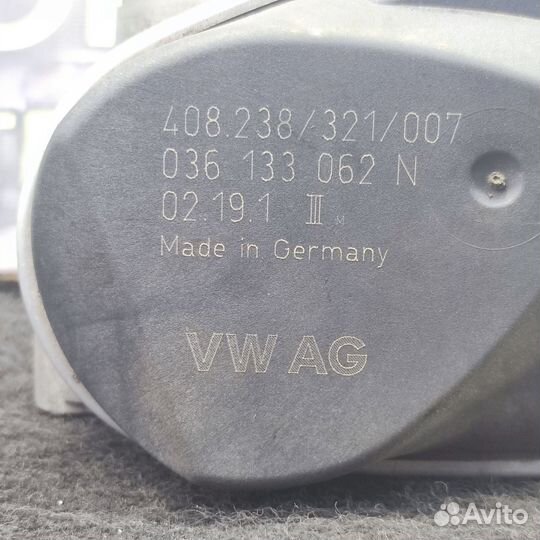 408.238/321/007
036 133 062 N
02.19.1 III
Made in Germany
VW AG
Avito